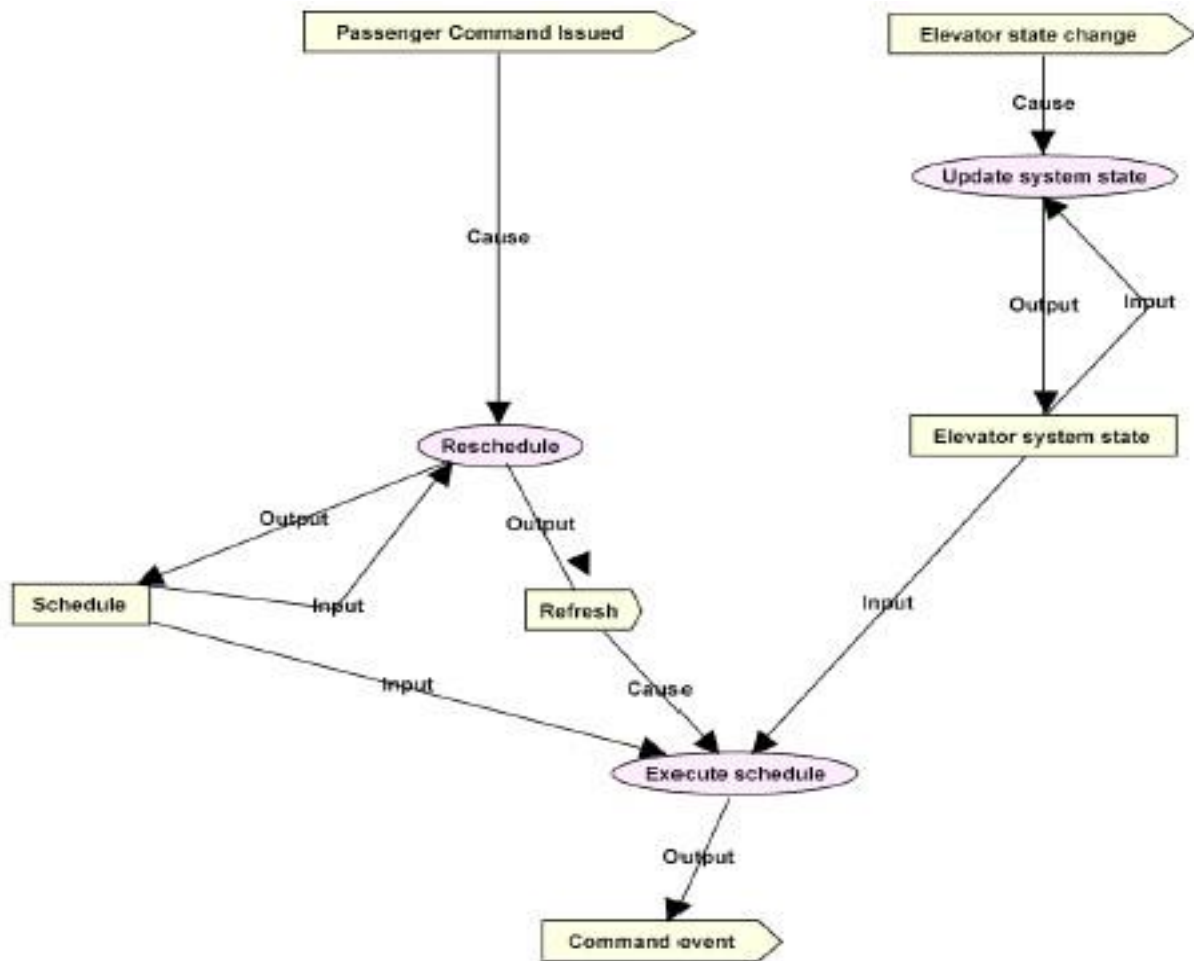 Passenger Command Issued
Elevator state change
Cause
Update system state
Cause
Output
Input
Reschedule
Elevator system state
Output
Output
Schedule
Input
Refresh
Input
Input
Cause
Execute schedule
Output
Command event